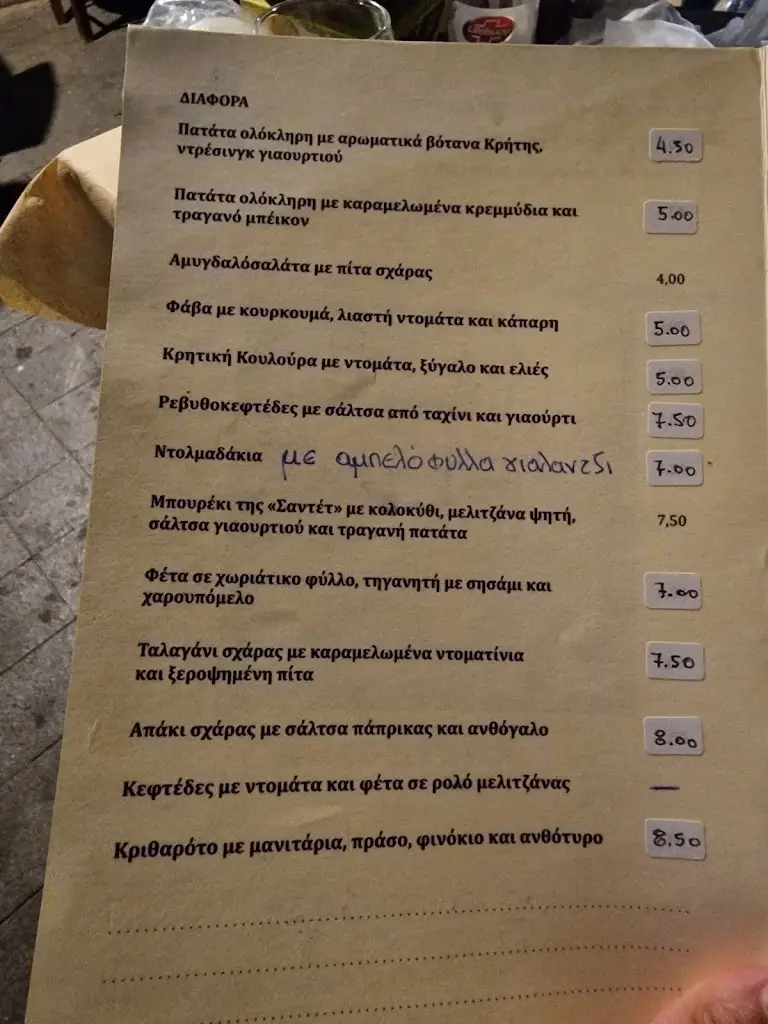 ΔΙΑΦΟΡΑ
Πατάτα ολόκληρη με αρωματικά βότανα Κρήτης,
ντρέσινγκ γιαουρτιού 4.50
Πατάτα ολόκληρη με καραμελωμένα κρεμμύδια και
τραγανό μπέικον 5.00
Αμυγδαλόσαλάτα με πίτα σχάρας 4,00
Φάβα με κουρκουμά, λιαστή ντομάτα και κάπαρη 5.00
Κρητική Κουλούρα με ντομάτα, ξύγαλο και ελιές 5.00
Ρεβυθοκεφτέδες με σάλτσα από ταχίνι και γιαούρτι 7.50
Ντολμαδάκια με αμπελόφυλλα γιαλαντζι 7.00
Μπουρέκι της «Σαντέτ» με κολοκύθι, μελιτζάνα ψητή,
σάλτσα γιαουρτιού και τραγανή πατάτα 7,50
Φέτα σε χωριάτικο φύλλο, τηγανητή με σησάμι και
χαρουπόμελο 7.00
Ταλαγάνι σχάρας με καραμελωμένα ντοματίνια
και ξεροψημένη πίτα 7.50
Απάκι σχάρας με σάλτσα πάπρικας και ανθόγαλο 8.00
Κεφτέδες με ντομάτα και φέτα σε ρολό μελιτζάνας —
Κριθαρότο με μανιτάρια, πράσο, φινόκιο και ανθότυρο 8.50